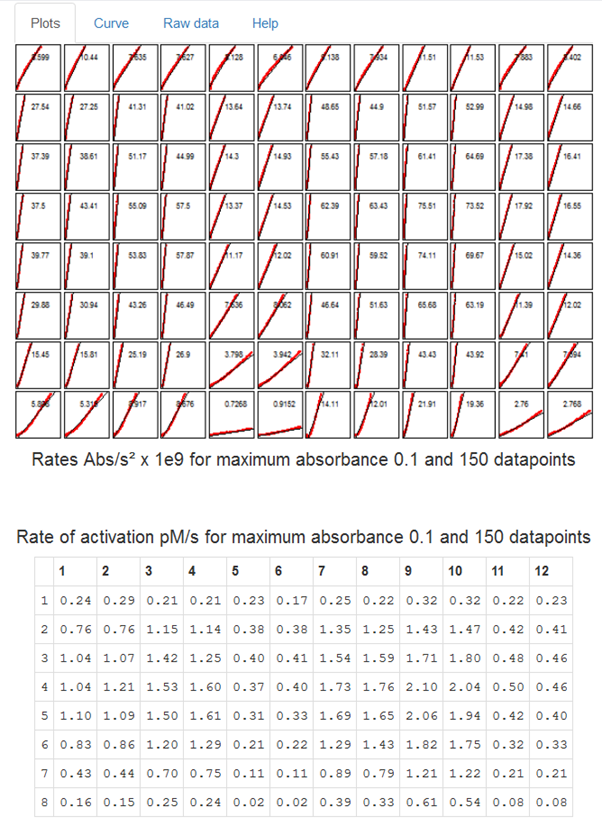 Plots Curve Raw data Help
8.599 10.44 7.635 7.627 8.128 9.138 7.934 11.51 11.53 7.883 8.402
27.54 27.25 41.31 41.02 13.64 13.74 48.65 44.9 51.57 52.99 14.98 14.66
37.39 38.61 51.17 44.99 14.3 14.93 55.43 57.18 61.41 64.69 17.38 16.41
37.5 43.41 55.09 57.5 13.37 14.53 62.39 63.43 75.51 73.52 17.92 16.55
39.77 39.1 53.83 57.87 11.17 12.02 60.91 59.52 74.11 69.67 15.02 14.36
29.88 30.94 43.26 46.49 7.636 8.062 46.64 51.63 65.68 63.19 11.39 12.02
15.45 15.81 25.19 26.9 3.798 3.942 32.11 28.39 43.43 43.92 7.41
8.917 8.676 0.7268 0.9152 14.11 12.01 21.91 19.36 2.76 2.768
Rates Abs/s² x 1e9 for maximum absorbance 0.1 and 150 datapoints
Rate of activation pM/s for maximum absorbance 0.1 and 150 datapoints
1 2 3 4 5 6 7 8 9 10 11 12
1 0.24 0.29 0.21 0.21 0.23 0.17 0.25 0.22 0.32 0.32 0.22 0.23
2 0.76 0.76 1.15 1.14 0.38 0.38 1.35 1.25 1.43 1.47 0.42 0.41
3 1.04 1.07 1.42 1.25 0.40 0.41 1.54 1.59 1.71 1.80 0.48 0.46
4 1.04 1.21 1.53 1.60 0.37 0.40 1.73 1.76 2.10 2.04 0.50 0.46
5 1.10 1.09 1.50 1.61 0.31 0.33 1.69 1.65 2.06 1.94 0.42 0.40
6 0.83 0.86 1.20 1.29 0.21 0.22 1.29 1.43 1.82 1.75 0.32 0.33
7 0.43 0.44 0.70 0.75 0.11 0.11 0.89 0.79 1.21 1.22 0.21 0.21
8 0.16 0.15 0.25 0.24 0.02 0.02 0.39 0.33 0.61 0.54 0.08 0.08